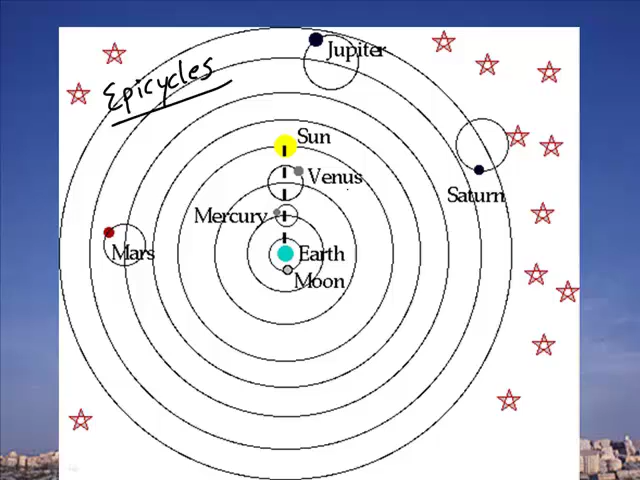 Jupiter
Epicycles
Sun
Venus
Saturn
Mercury
Mars
Earth
Moon